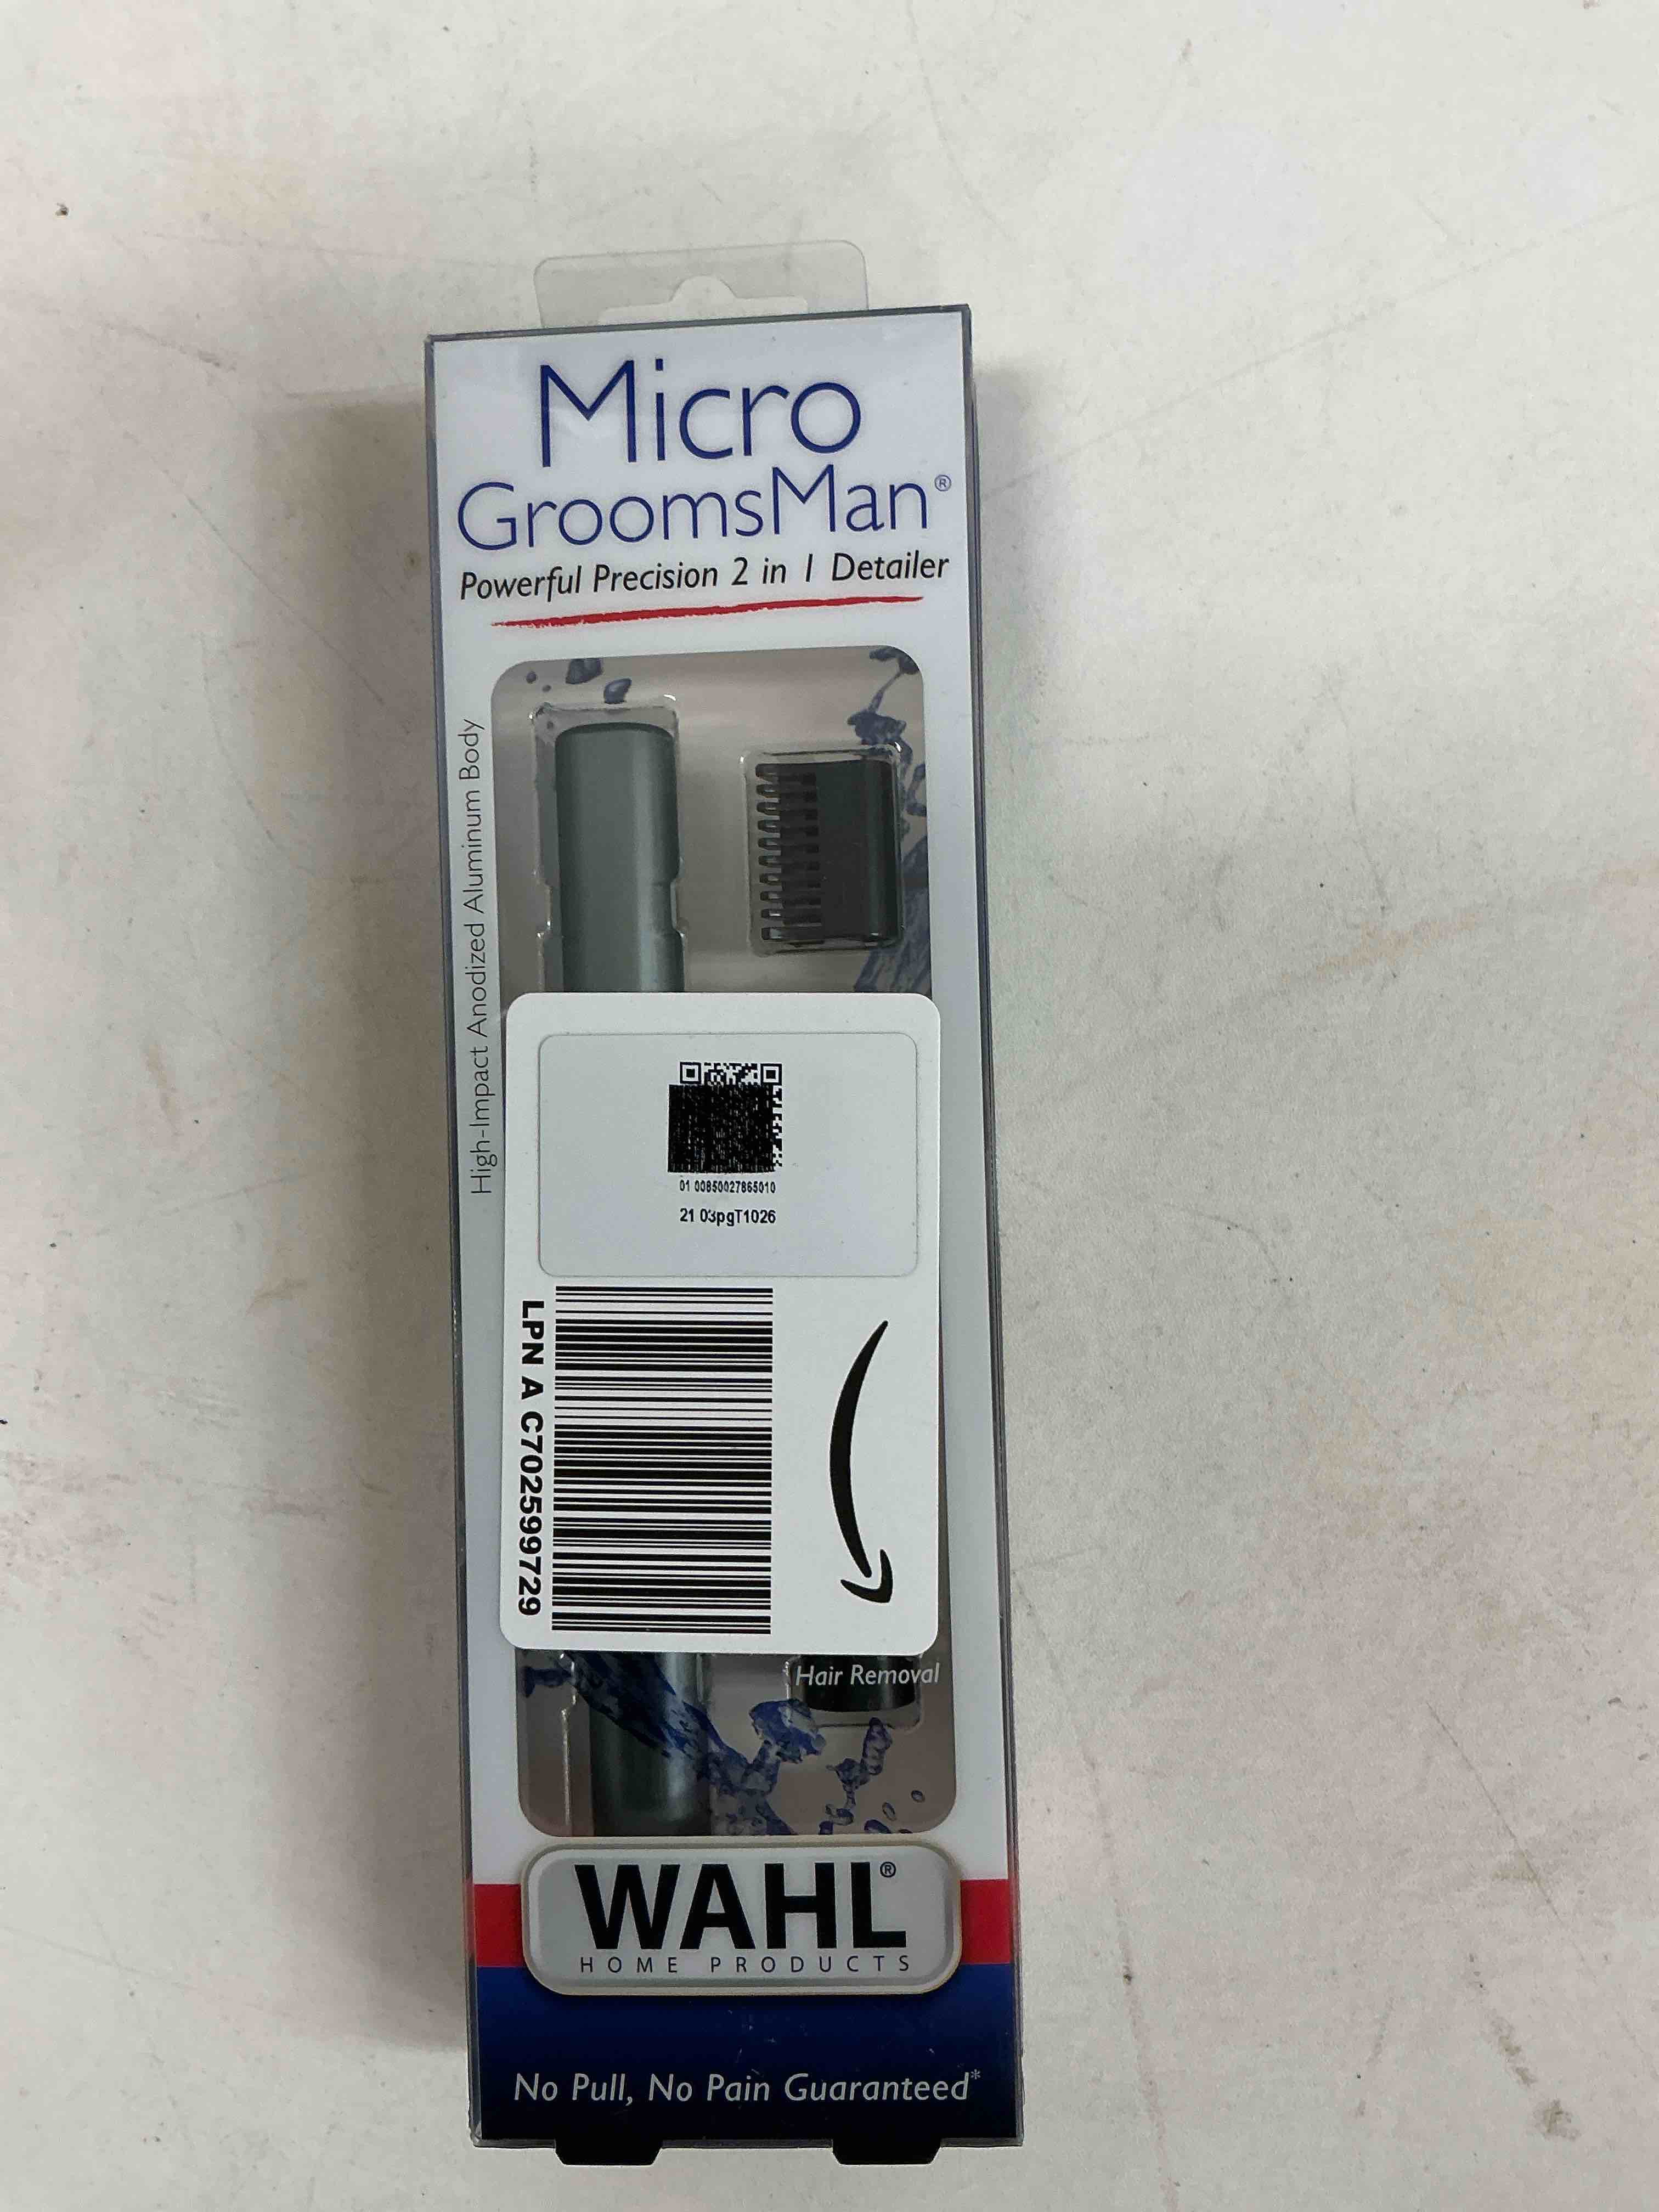 Micro
GroomsMan®
Powerful Precision 2 in 1 Detailer
High-Impact Anodized Aluminum Body
01 00850027865010
21 03pgT1026
LPN A C702599729
Hair Removal
WAHL®
HOME PRODUCTS
No Pull, No Pain Guaranteed*